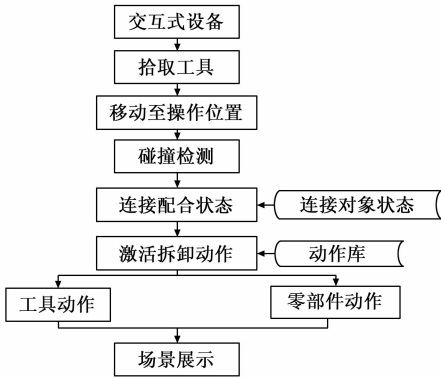 交互式设备
拾取工具
移动至操作位置
碰撞检测
连接配合状态
连接对象状态
激活拆卸动作
动作库
工具动作
零部件动作
场景展示